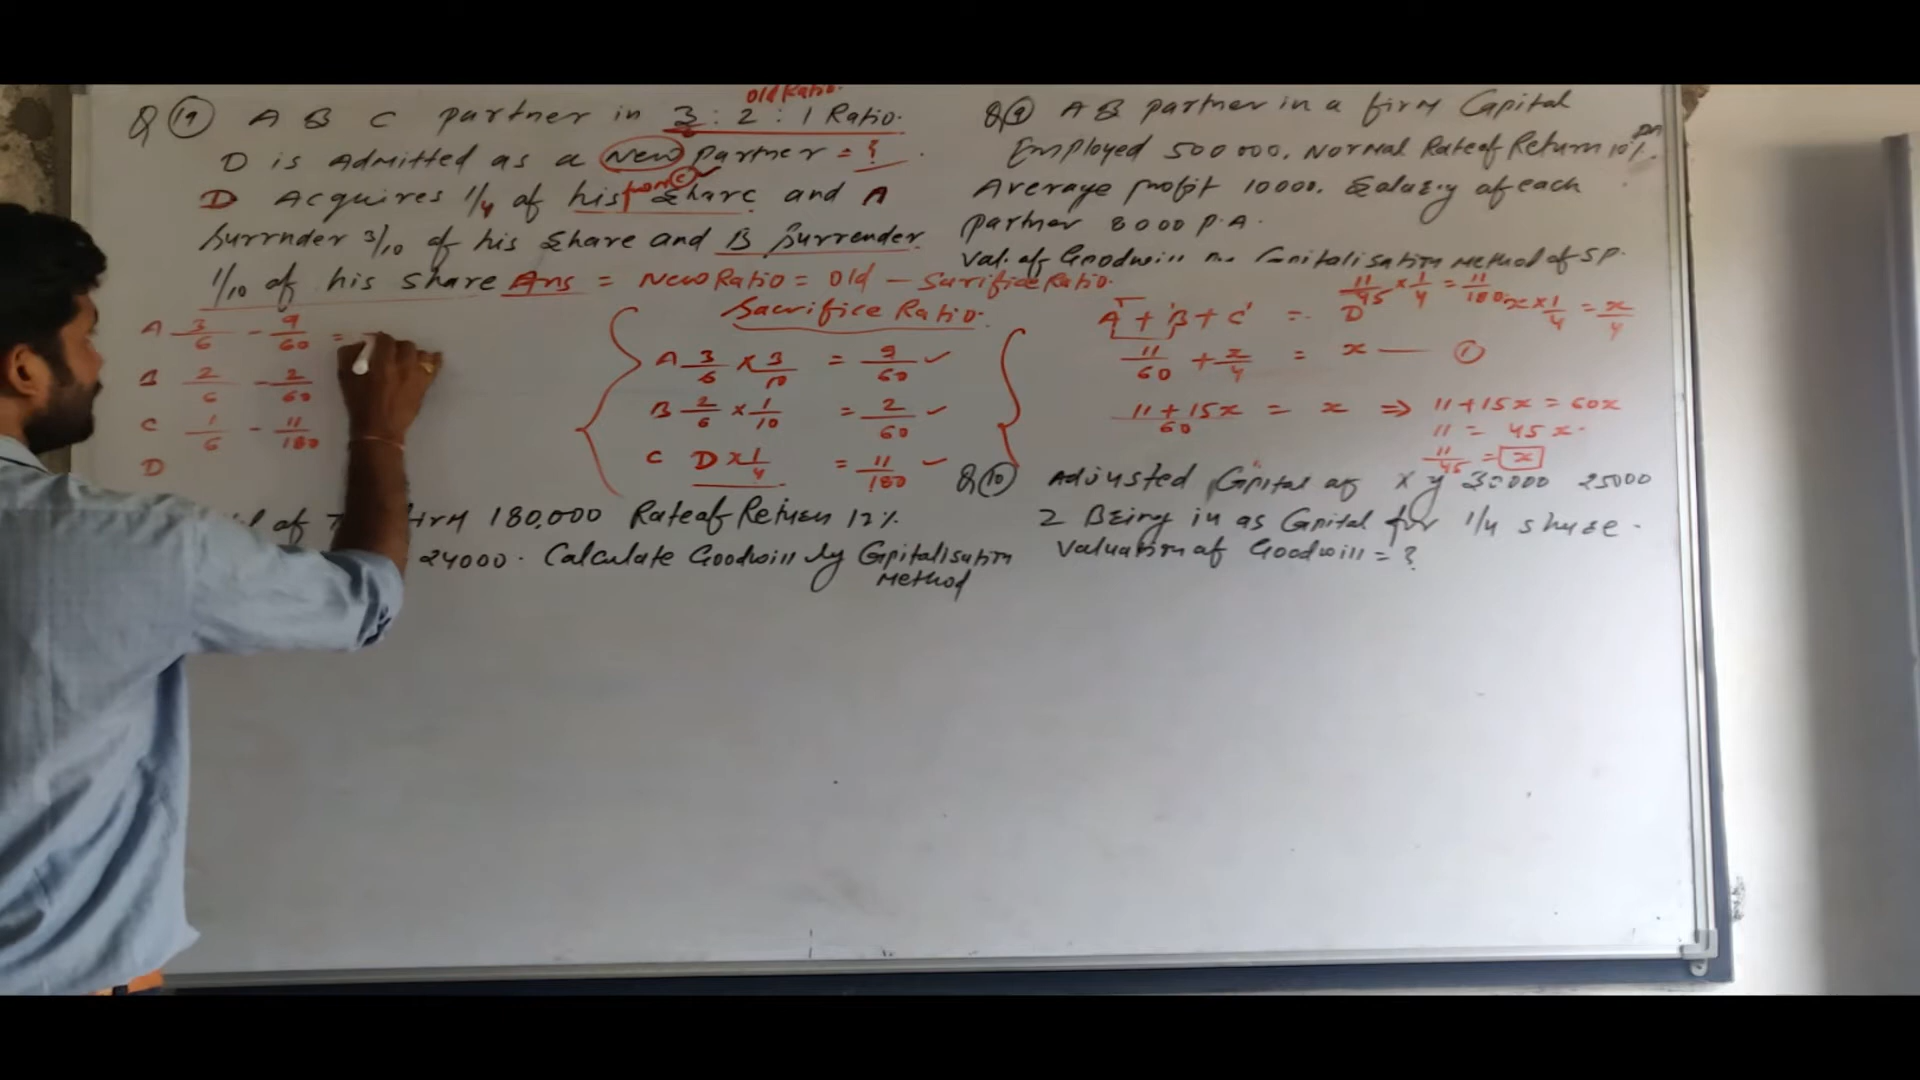 Old Ratio.
Q (19) A B C partner in 3 : 2 : 1 Ratio.
D is Admitted as a New partner = ?
from C
D Acquires 1/4 of his share and A
Surrnder 3/10 of his share and B Surrender
1/10 of his share Ans = New Ratio = Old - Sacrifice Ratio.
A 3/6 - 9/60 =
B 2/6 - 2/60
C 1/6 - 11/180
D
Sacrifice Ratio.
A 3/6 × 3/10 = 9/60 ✓
B 2/6 × 1/10 = 2/60 ✓
C D × 1/4 = 11/180 ✓
180,000 Rate of Return 12%.
24000. Calculate Goodwill by Capitalisation
Method
Q (9) A B partner in a firm Capital
Employed 500 000. Normal Rate of Return 10%.
Average profit 10000. Salary of each
partner 8000 P.A.
Val. of Goodwill Capitalisation Method of SP.
11/45 × 1/4 = 11/180
x × 1/4 = x/4
A + B + C = D
11/60 + x/4 = x — (1)
11 + 15x / 60 = x ⇒ 11 + 15x = 60x
11 = 45x.
11/45 = x
Q (10) Adjusted Capital of X Y 30000 25000
Z Being in as Capital for 1/4 share.
Valuation of Goodwill = ?